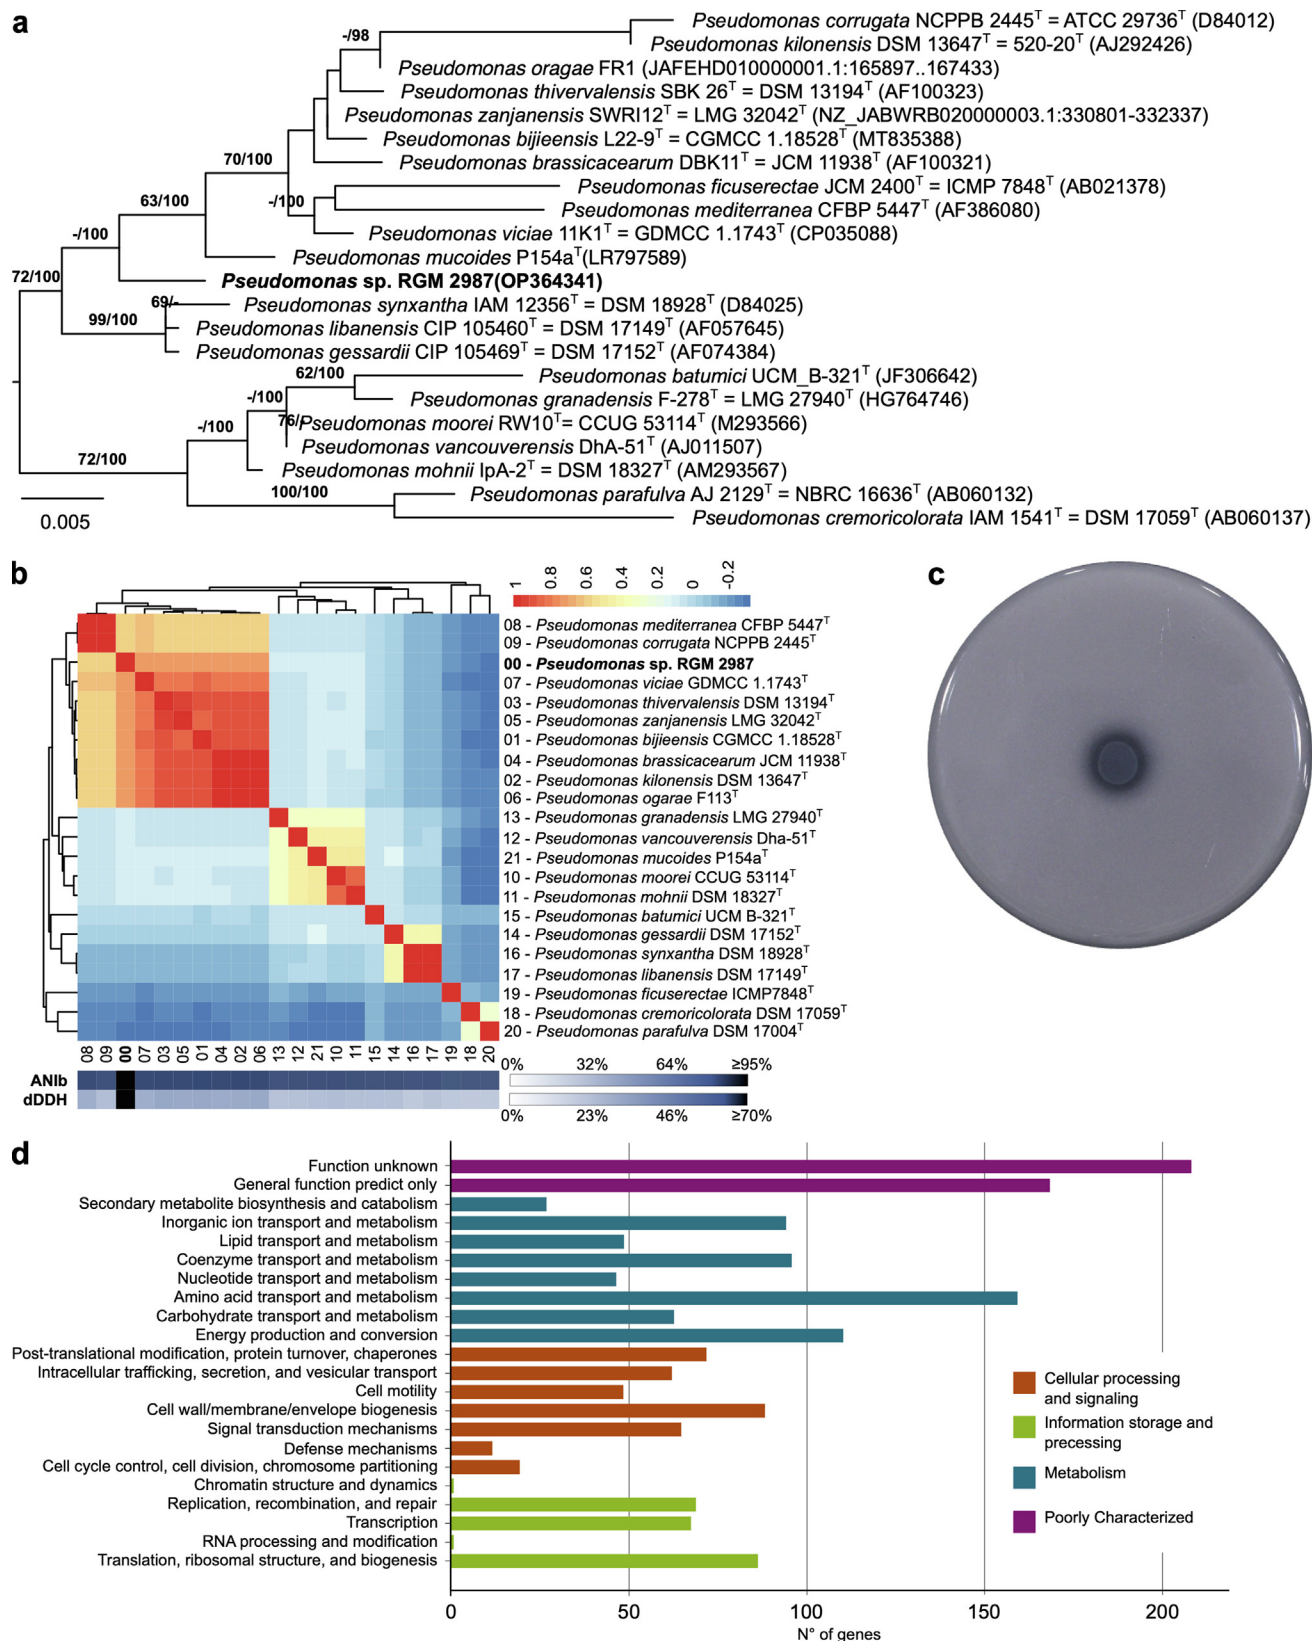 a
-/98
Pseudomonas corrugata NCPPB 2445T = ATCC 29736T (D84012)
Pseudomonas kilonensis DSM 13647T = 520-20T (AJ292426)
Pseudomonas oragae FR1 (JAFEHD010000001.1:165897..167433)
Pseudomonas thivervalensis SBK 26T = DSM 13194T (AF100323)
Pseudomonas zanjanensis SWRI12T = LMG 32042T (NZ_JABWRB020000003.1:330801-332337)
Pseudomonas bijieensis L22-9T = CGMCC 1.18528T (MT835388)
70/100
Pseudomonas brassicacearum DBK11T = JCM 11938T (AF100321)
Pseudomonas ficuserectae JCM 2400T = ICMP 7848T (AB021378)
63/100
-/100
Pseudomonas mediterranea CFBP 5447T (AF386080)
-/100
Pseudomonas viciae 11K1T = GDMCC 1.1743T (CP035088)
Pseudomonas mucoides P154aT(LR797589)
72/100
Pseudomonas sp. RGM 2987(OP364341)
69/-
Pseudomonas synxantha IAM 12356T = DSM 18928T (D84025)
99/100
Pseudomonas libanensis CIP 105460T = DSM 17149T (AF057645)
Pseudomonas gessardii CIP 105469T = DSM 17152T (AF074384)
62/100
Pseudomonas batumici UCM_B-321T (JF306642)
-/100
Pseudomonas granadensis F-278T = LMG 27940T (HG764746)
-/100
76/-
Pseudomonas moorei RW10T= CCUG 53114T (M293566)
Pseudomonas vancouverensis DhA-51T (AJ011507)
72/100
Pseudomonas mohnii IpA-2T = DSM 18327T (AM293567)
100/100
Pseudomonas parafulva AJ 2129T = NBRC 16636T (AB060132)
0.005
Pseudomonas cremoricolorata IAM 1541T = DSM 17059T (AB060137)
b
1 0.8 0.6 0.4 0.2 0 -0.2
08 - Pseudomonas mediterranea CFBP 5447T
09 - Pseudomonas corrugata NCPPB 2445T
00 - Pseudomonas sp. RGM 2987
07 - Pseudomonas viciae GDMCC 1.1743T
03 - Pseudomonas thivervalensis DSM 13194T
05 - Pseudomonas zanjanensis LMG 32042T
01 - Pseudomonas bijieensis CGMCC 1.18528T
04 - Pseudomonas brassicacearum JCM 11938T
02 - Pseudomonas kilonensis DSM 13647T
06 - Pseudomonas ogarae F113T
13 - Pseudomonas granadensis LMG 27940T
12 - Pseudomonas vancouverensis Dha-51T
21 - Pseudomonas mucoides P154aT
10 - Pseudomonas moorei CCUG 53114T
11 - Pseudomonas mohnii DSM 18327T
15 - Pseudomonas batumici UCM B-321T
14 - Pseudomonas gessardii DSM 17152T
16 - Pseudomonas synxantha DSM 18928T
17 - Pseudomonas libanensis DSM 17149T
19 - Pseudomonas ficuserectae ICMP7848T
18 - Pseudomonas cremoricolorata DSM 17059T
20 - Pseudomonas parafulva DSM 17004T
08 09 00 07 03 05 01 04 02 06 13 12 21 10 11 15 14 16 17 19 18 20
0% 32% 64% ≥95%
ANIb
dDDH
0% 23% 46% ≥70%
c
d
Function unknown
General function predict only
Secondary metabolite biosynthesis and catabolism
Inorganic ion transport and metabolism
Lipid transport and metabolism
Coenzyme transport and metabolism
Nucleotide transport and metabolism
Amino acid transport and metabolism
Carbohydrate transport and metabolism
Energy production and conversion
Post-translational modification, protein turnover, chaperones
Intracellular trafficking, secretion, and vesicular transport
Cell motility
Cell wall/membrane/envelope biogenesis
Signal transduction mechanisms
Defense mechanisms
Cell cycle control, cell division, chromosome partitioning
Chromatin structure and dynamics
Replication, recombination, and repair
Transcription
RNA processing and modification
Translation, ribosomal structure, and biogenesis
Cellular processing
and signaling
Information storage and
precessing
Metabolism
Poorly Characterized
0 50 100 150 200
N° of genes